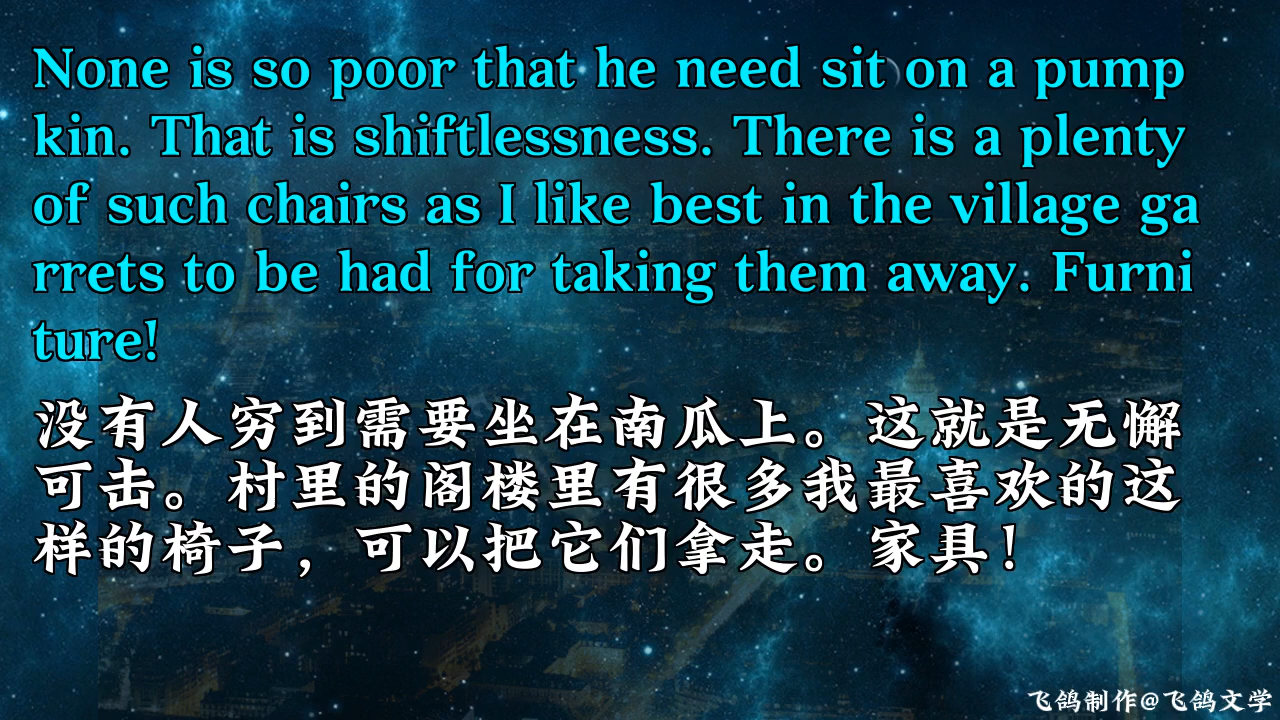 None is so poor that he need sit on a pump
kin. That is shiftlessness. There is a plenty
of such chairs as I like best in the village ga
rrets to be had for taking them away. Furni
ture!
没有人穷到需要坐在南瓜上。这就是无懈
可击。村里的阁楼里有很多我最喜欢的这
样的椅子，可以把它们拿走。家具！
飞鸽制作@飞鸽文学